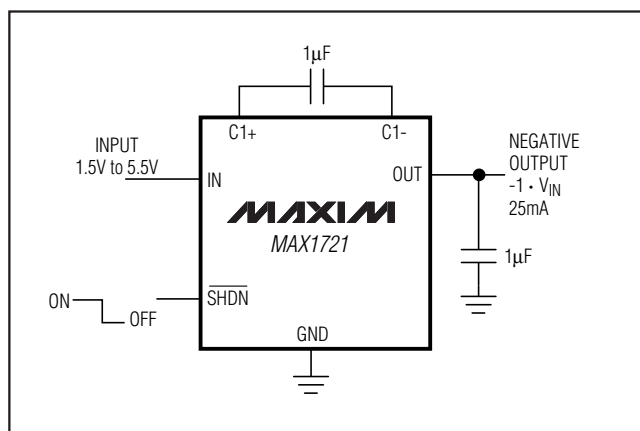 1µF
C1+
C1-
INPUT
1.5V to 5.5V
IN
OUT
NEGATIVE
OUTPUT
-1 • VIN
25mA
MAXIM
MAX1721
1µF
ON
OFF
SHDN
GND